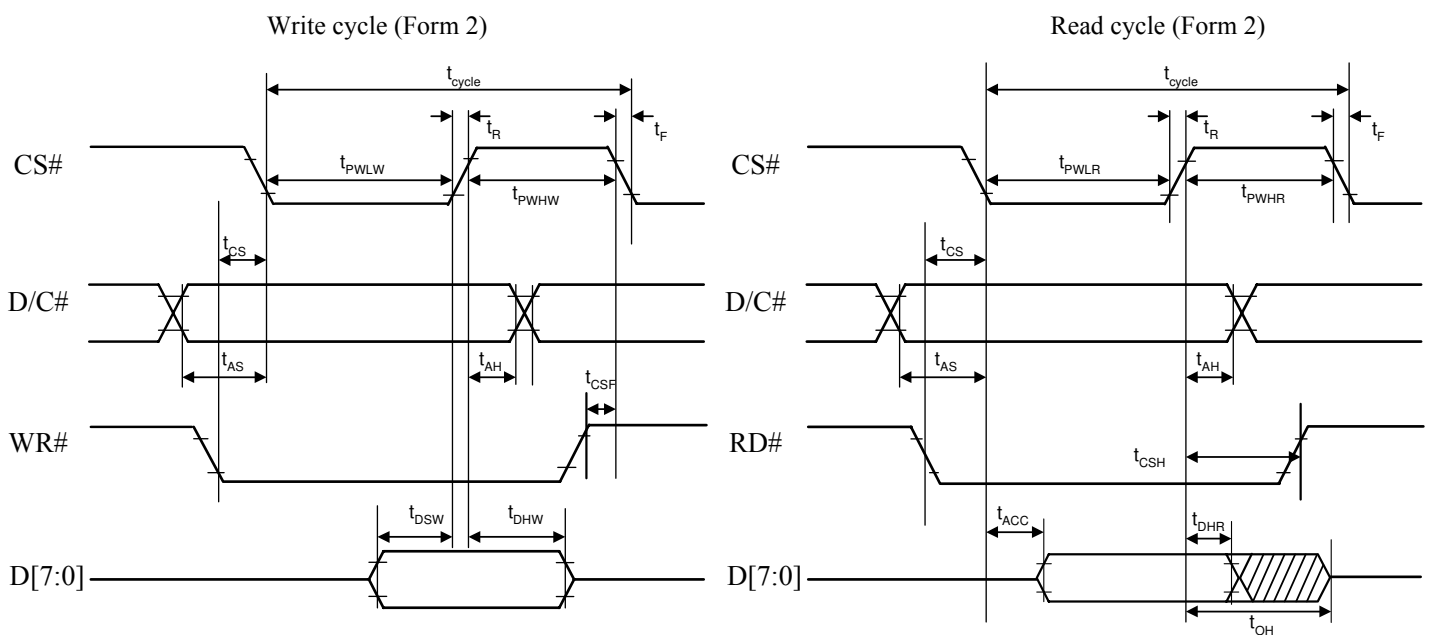 Write cycle (Form 2)
tcycle
tR
tF
CS#
tPWLW
tPWHW
tCS
D/C#
tAS
tAH
tCSF
WR#
tDSW
tDHW
D[7:0]
Read cycle (Form 2)
tcycle
tR
tF
CS#
tPWLR
tPWHR
tCS
D/C#
tAS
tAH
RD#
tCSH
tACC
tDHR
D[7:0]
tOH